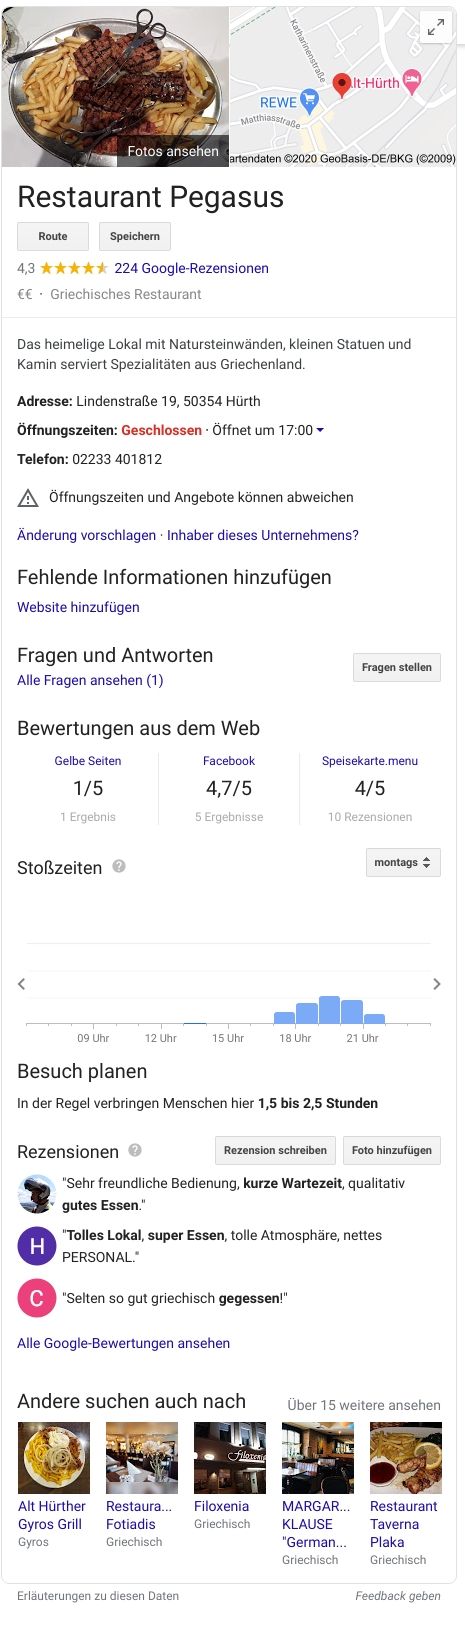 Katharinenstraße
Alt-Hürth
REWE
Matthiasstraße
Fotos ansehen
artendaten ©2020 GeoBasis-DE/BKG (©2009)
Restaurant Pegasus
Route
Speichern
4,3 224 Google-Rezensionen
€€ · Griechisches Restaurant
Das heimelige Lokal mit Natursteinwänden, kleinen Statuen und
Kamin serviert Spezialitäten aus Griechenland.
Adresse: Lindenstraße 19, 50354 Hürth
Öffnungszeiten: Geschlossen · Öffnet um 17:00
Telefon: 02233 401812
Öffnungszeiten und Angebote können abweichen
Änderung vorschlagen · Inhaber dieses Unternehmens?
Fehlende Informationen hinzufügen
Website hinzufügen
Fragen und Antworten
Fragen stellen
Alle Fragen ansehen (1)
Bewertungen aus dem Web
Gelbe Seiten Facebook Speisekarte.menu
1/5 4,7/5 4/5
1 Ergebnis 5 Ergebnisse 10 Rezensionen
Stoßzeiten ?
montags
09 Uhr 12 Uhr 15 Uhr 18 Uhr 21 Uhr
Besuch planen
In der Regel verbringen Menschen hier 1,5 bis 2,5 Stunden
Rezensionen ? Rezension schreiben Foto hinzufügen
"Sehr freundliche Bedienung, kurze Wartezeit, qualitativ
gutes Essen."
H
"Tolles Lokal, super Essen, tolle Atmosphäre, nettes
PERSONAL."
C
"Selten so gut griechisch gegessen!"
Alle Google-Bewertungen ansehen
Andere suchen auch nach Über 15 weitere ansehen
Filoxenia
Alt Hürther
Gyros Grill
Gyros
Restaura...
Fotiadis
Griechisch
Filoxenia
Griechisch
MARGAR...
KLAUSE
"German...
Griechisch
Restaurant
Taverna
Plaka
Griechisch
Erläuterungen zu diesen Daten Feedback geben